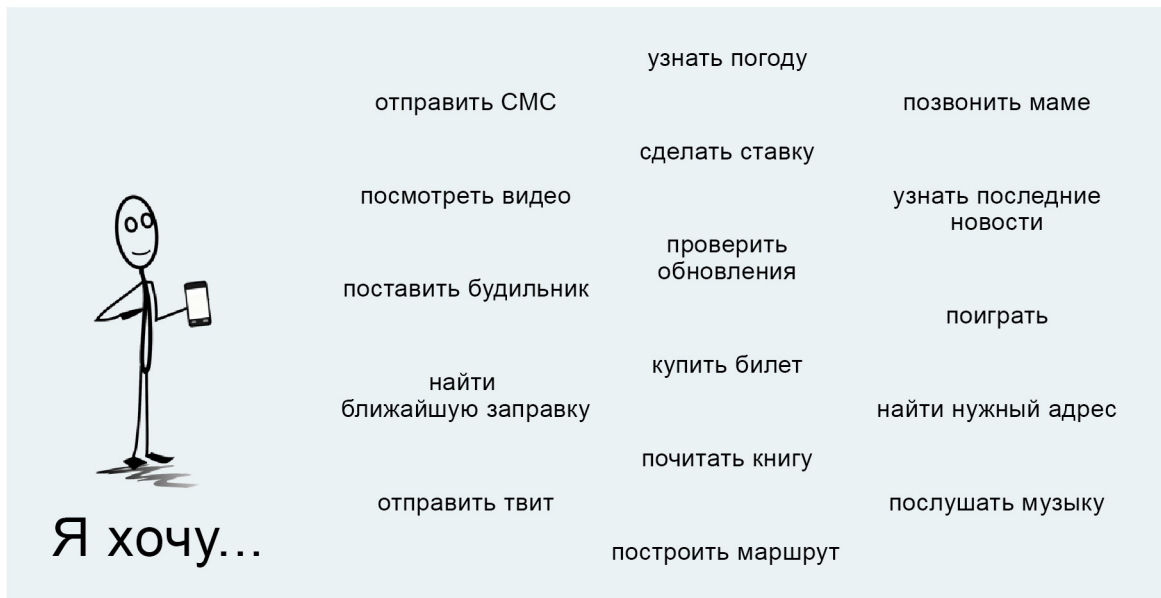 узнать погоду
отправить СМС
позвонить маме
сделать ставку
посмотреть видео
узнать последние
новости
проверить
обновления
поставить будильник
поиграть
купить билет
найти
ближайшую заправку
найти нужный адрес
почитать книгу
отправить твит
послушать музыку
Я хочу...
построить маршрут